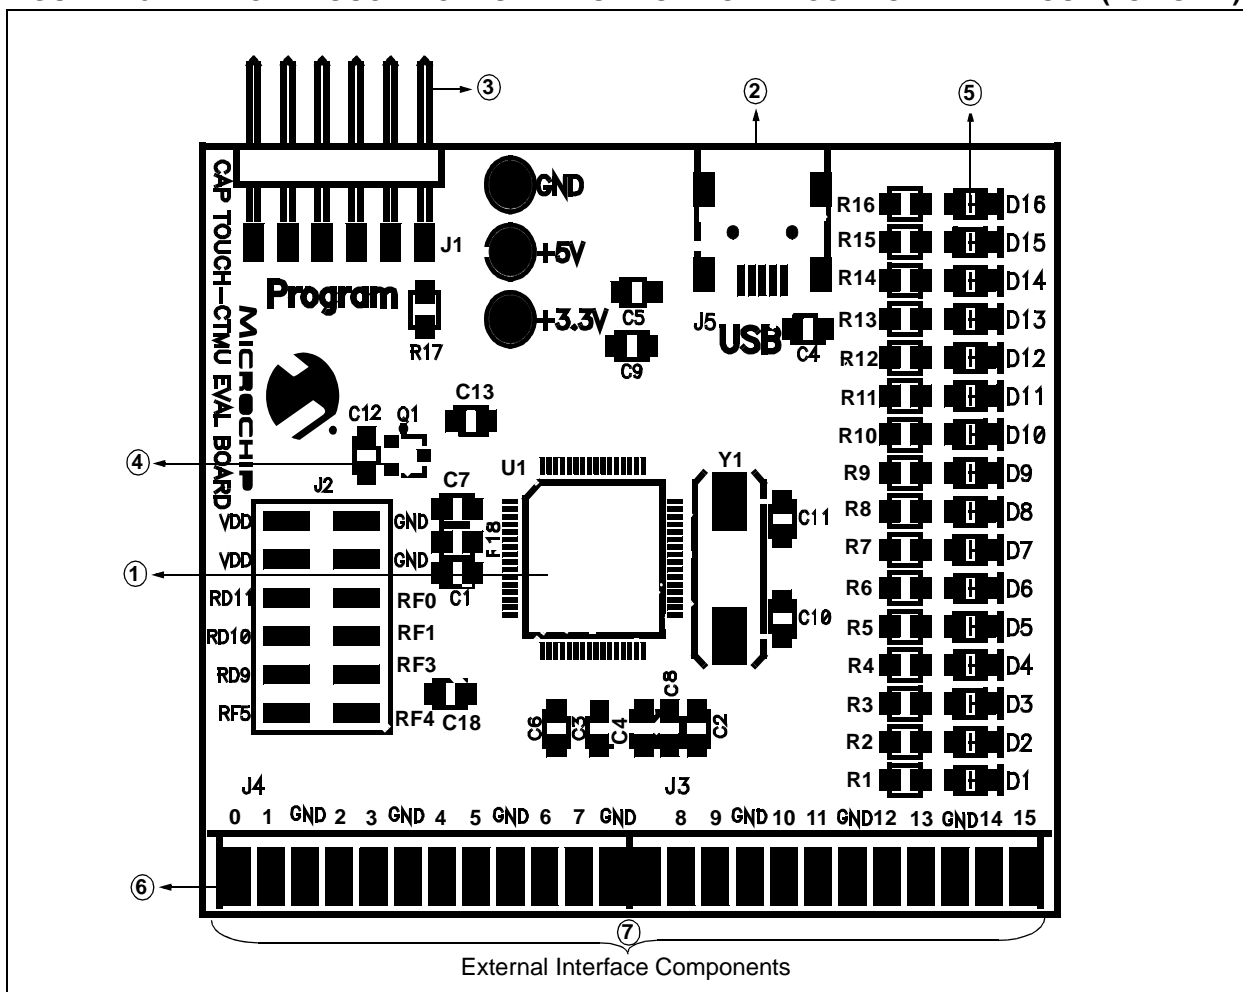 3
2
5
GND
+5V
+3.3V
J1
Program
R17
CAP TOUCH-CTMU EVAL BOARD
MICROCHIP
C5
C9
J5
USB
C4
R16 D16
R15 D15
R14 D14
R13 D13
R12 D12
R11 D11
R10 D10
R9 D9
R8 D8
R7 D7
R6 D6
R5 D5
R4 D4
R3 D3
R2 D2
R1 D1
C12
Q1
C13
4
J2
C7
U1
Y1
C11
C10
VDD GND
VDD GND
RD11 RF0
RD10 RF1
RD9 RF3
RF5 RF4
1
C1
C18
C6
C3
C4
C8
C2
J4
J3
0 1 GND 2 3 GND 4 5 GND 6 7 GND 8 9 GND 10 11 GND 12 13 GND 14 15
6
7
External Interface Components